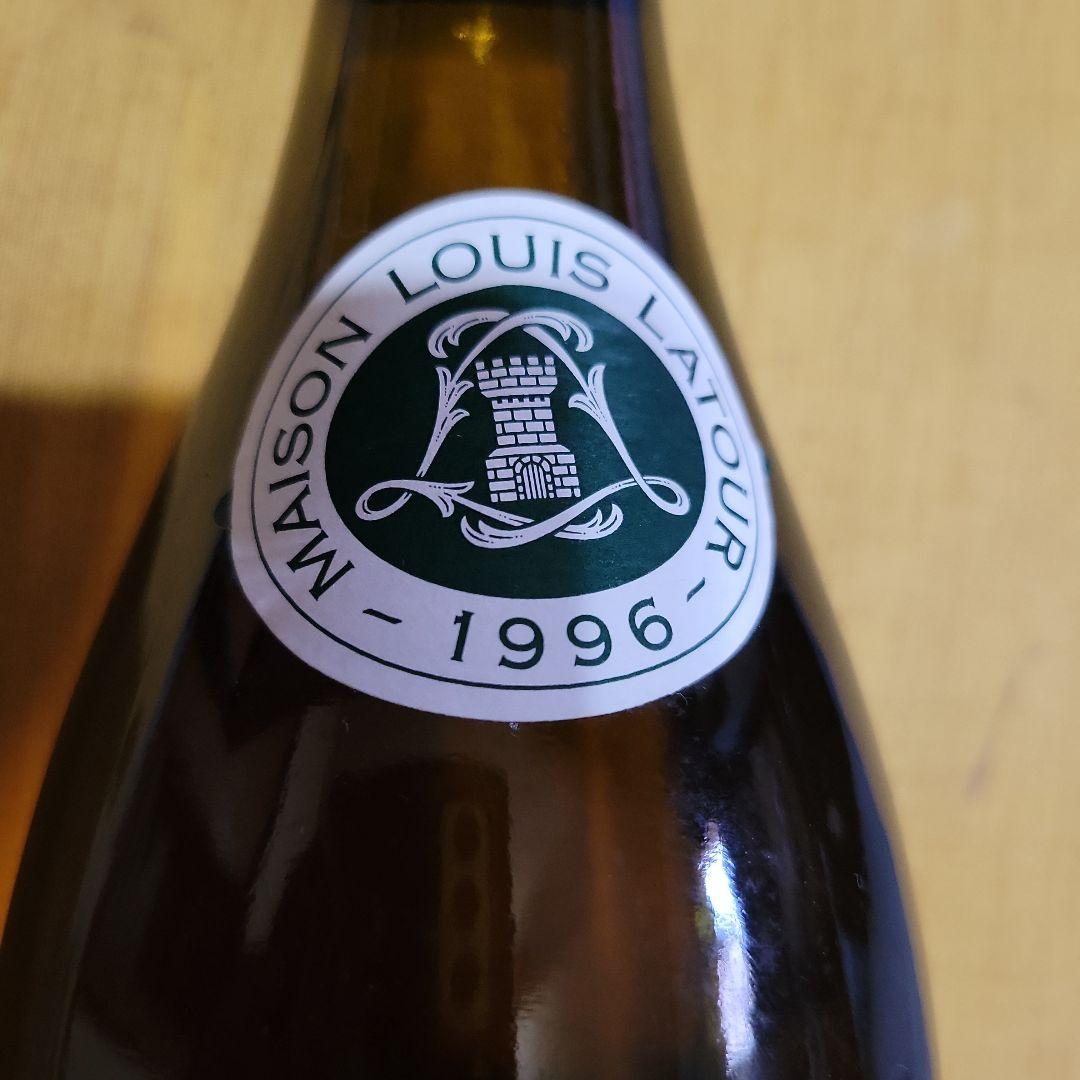 MAISON LOUIS LATOUR
- 1996 -